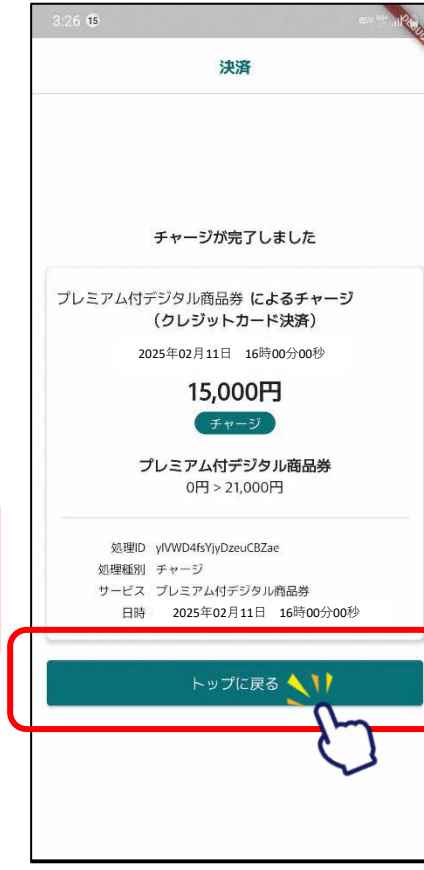 3:26 15
決済
チャージが完了しました
プレミアム付デジタル商品券 によるチャージ
（クレジットカード決済）
2025年02月11日 16時00分00秒
15,000円
チャージ
プレミアム付デジタル商品券
0円 > 21,000円
処理ID ylVWD4fsYjyDzeuCBZae
処理種別 チャージ
サービス プレミアム付デジタル商品券
日時 2025年02月11日 16時00分00秒
トップに戻る